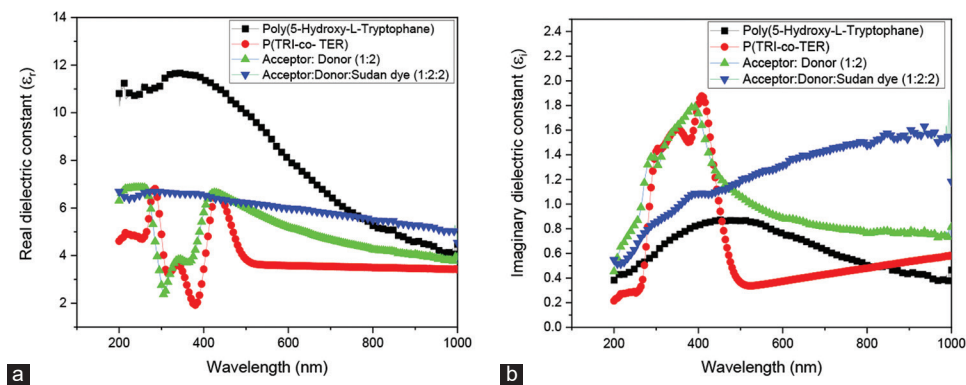 Poly(5-Hydroxy-L-Tryptophane)
P(TRI-co- TER)
Acceptor: Donor (1:2)
Acceptor:Donor:Sudan dye (1:2:2)
Real dielectric constant (εr)
14
12
10
8
6
4
2
200 400 600 800 1000
Wavelength (nm)
a
Poly(5-Hydroxy-L-Tryptophane)
P(TRI-co-TER)
Acceptor: Donor (1:2)
Acceptor:Donor:Sudan dye (1:2:2)
Imaginary dielectric constant (εi)
2.4
2.2
2.0
1.8
1.6
1.4
1.2
1.0
0.8
0.6
0.4
0.2
0.0
200 400 600 800 1000
Wavelength (nm)
b